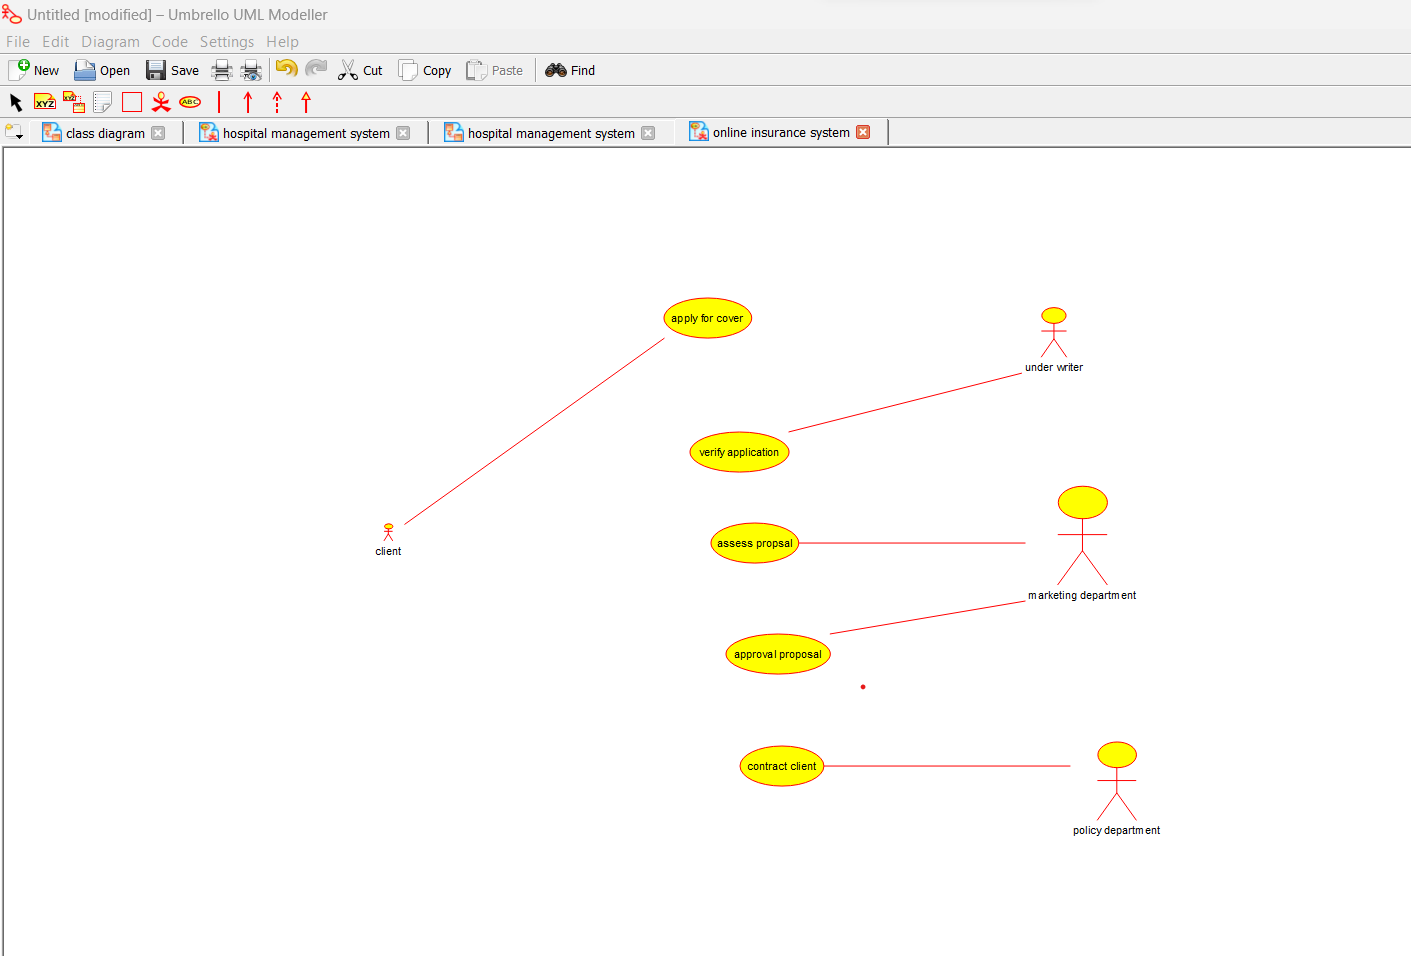 Untitled [modified] – Umbrello UML Modeller
File Edit Diagram Code Settings Help
New Open Save Cut Copy Paste Find
XYZ XYZ ABC
class diagram hospital management system hospital management system online insurance system
apply for cover
under writer
verify application
assess propsal
client
marketing department
approval proposal
contract client
policy department